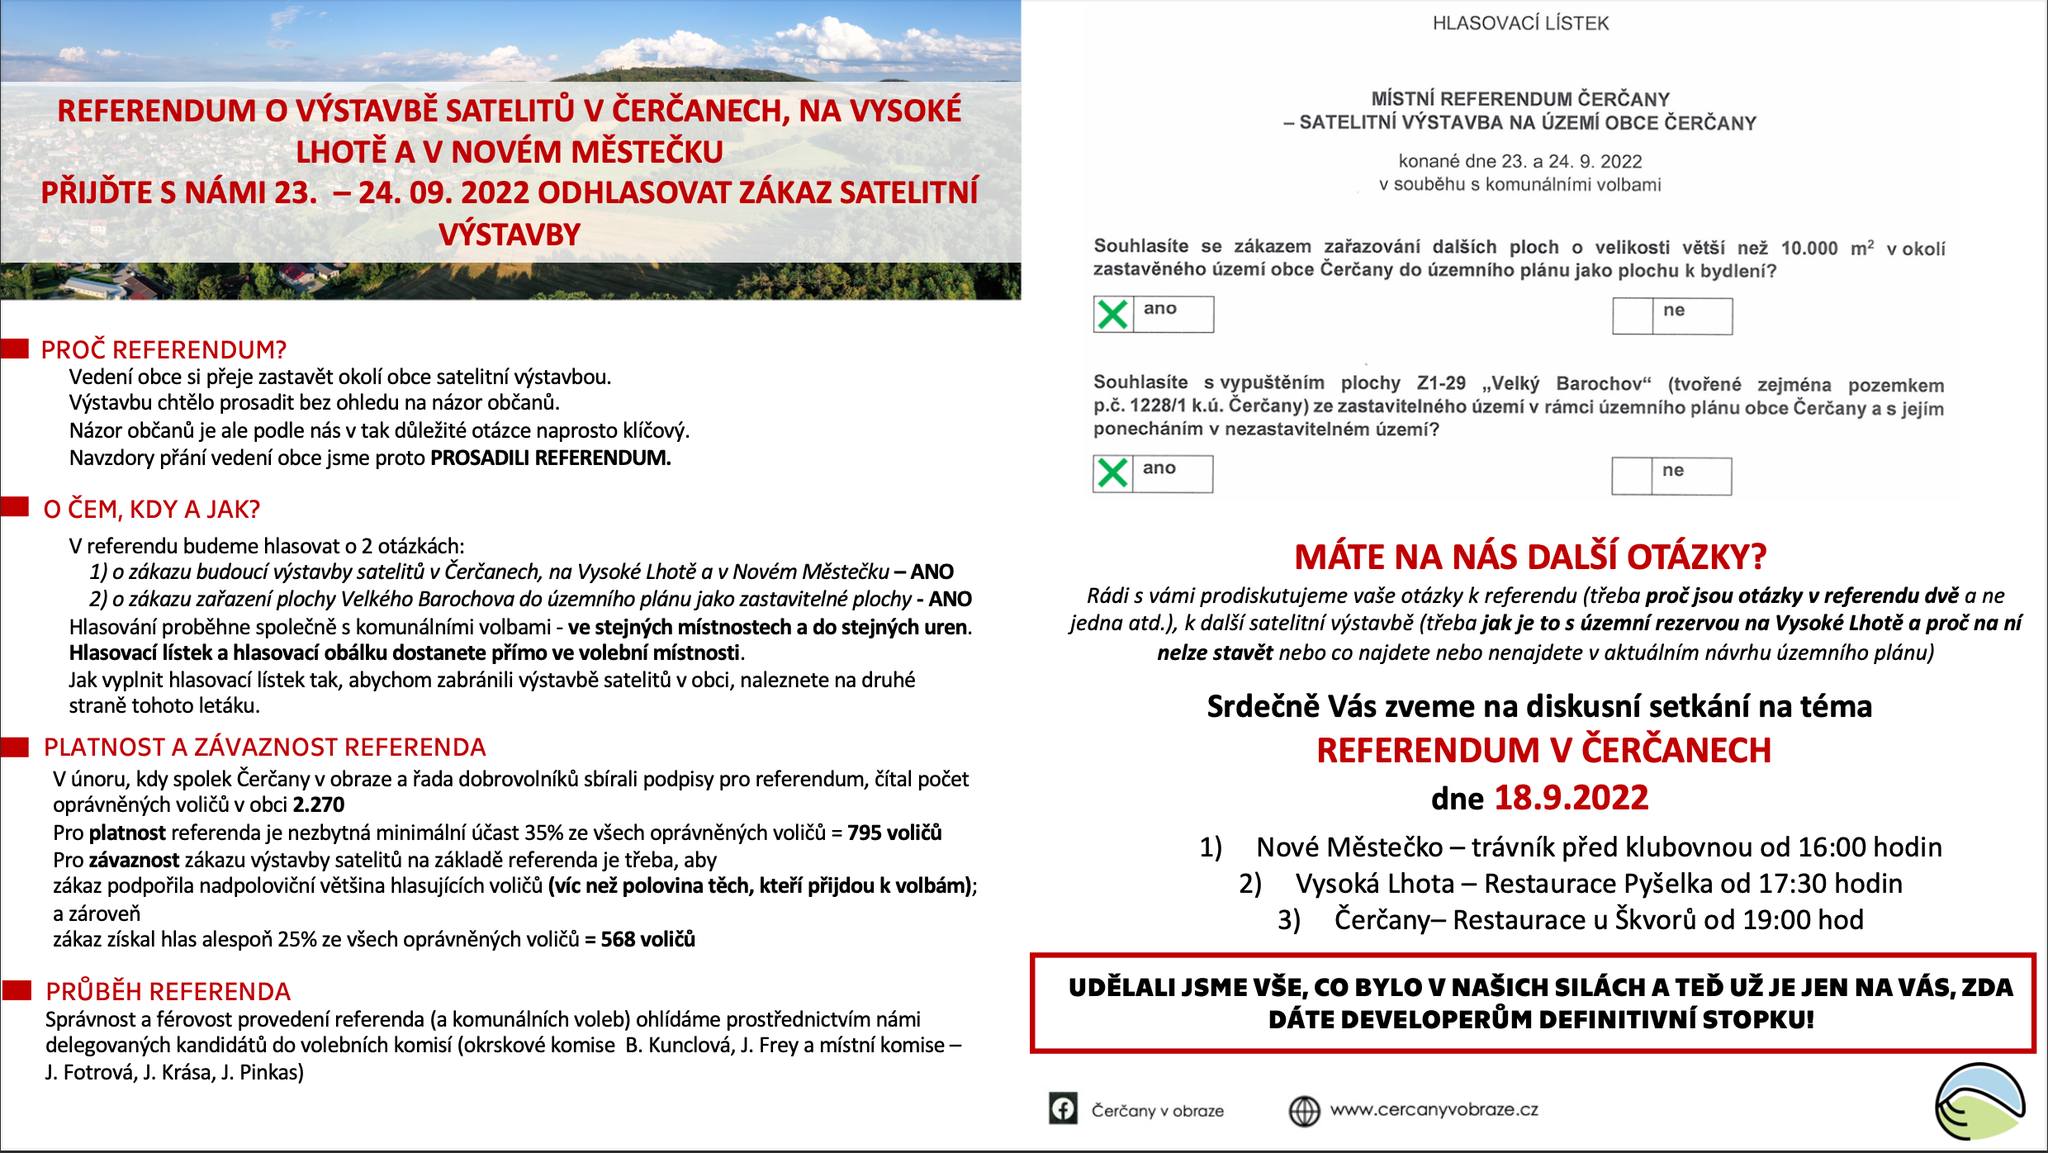 REFERENDUM O VÝSTAVBĚ SATELITŮ V ČERČANECH, NA VYSOKÉ
LHOTĚ A V NOVÉM MĚSTEČKU
PŘIJĎTE S NÁMI 23. – 24. 09. 2022 ODHLASOVAT ZÁKAZ SATELITNÍ
VÝSTAVBY
PROČ REFERENDUM?
Vedení obce si přeje zastavět okolí obce satelitní výstavbou.
Výstavbu chtělo prosadit bez ohledu na názor občanů.
Názor občanů je ale podle nás v tak důležité otázce naprosto klíčový.
Navzdory přání vedení obce jsme proto PROSADILI REFERENDUM.
O ČEM, KDY A JAK?
V referendu budeme hlasovat o 2 otázkách:
1) o zákazu budoucí výstavby satelitů v Čerčanech, na Vysoké Lhotě a v Novém Městečku – ANO
2) o zákazu zařazení plochy Velkého Barochova do územního plánu jako zastavitelné plochy - ANO
Hlasování proběhne společně s komunálními volbami - ve stejných místnostech a do stejných uren.
Hlasovací lístek a hlasovací obálku dostanete přímo ve volební místnosti.
Jak vyplnit hlasovací lístek tak, abychom zabránili výstavbě satelitů v obci, naleznete na druhé
straně tohoto letáku.
PLATNOST A ZÁVAZNOST REFERENDA
V únoru, kdy spolek Čerčany v obraze a řada dobrovolníků sbírali podpisy pro referendum, čítal počet
oprávněných voličů v obci 2.270
Pro platnost referenda je nezbytná minimální účast 35% ze všech oprávněných voličů = 795 voličů
Pro závaznost zákazu výstavby satelitů na základě referenda je třeba, aby
zákaz podpořila nadpoloviční většina hlasujících voličů (víc než polovina těch, kteří přijdou k volbám);
a zároveň
zákaz získal hlas alespoň 25% ze všech oprávněných voličů = 568 voličů
PRŮBĚH REFERENDA
Správnost a férovost provedení referenda (a komunálních voleb) ohlídáme prostřednictvím námi
delegovaných kandidátů do volebních komisí (okrskové komise B. Kunclová, J. Frey a místní komise –
J. Fotrová, J. Krása, J. Pinkas)
HLASOVACÍ LÍSTEK
MÍSTNÍ REFERENDUM ČERČANY
– SATELITNÍ VÝSTAVBA NA ÚZEMÍ OBCE ČERČANY
konané dne 23. a 24. 9. 2022
v souběhu s komunálními volbami
Souhlasíte se zákazem zařazování dalších ploch o velikosti větší než 10.000 m² v okolí
zastavěného území obce Čerčany do územního plánu jako plochu k bydlení?
ano ne
Souhlasíte s vypuštěním plochy Z1-29 „Velký Barochov“ (tvořené zejména pozemkem
p.č. 1228/1 k.ú. Čerčany) ze zastavitelného území v rámci územního plánu obce Čerčany a s jejím
ponecháním v nezastavitelném území?
ano ne
MÁTE NA NÁS DALŠÍ OTÁZKY?
Rádi s vámi prodiskutujeme vaše otázky k referendu (třeba proč jsou otázky v referendu dvě a ne
jedna atd.), k další satelitní výstavbě (třeba jak je to s územní rezervou na Vysoké Lhotě a proč na ní
nelze stavět nebo co najdete nebo nenajdete v aktuálním návrhu územního plánu)
Srdečně Vás zveme na diskusní setkání na téma
REFERENDUM V ČERČANECH
dne 18.9.2022
1) Nové Městečko – trávník před klubovnou od 16:00 hodin
2) Vysoká Lhota – Restaurace Pyšelka od 17:30 hodin
3) Čerčany– Restaurace u Škvorů od 19:00 hod
UDĚLALI JSME VŠE, CO BYLO V NAŠICH SILÁCH A TEĎ UŽ JE JEN NA VÁS, ZDA
DÁTE DEVELOPERŮM DEFINITIVNÍ STOPKU!
Čerčany v obraze www.cercanyvobraze.cz